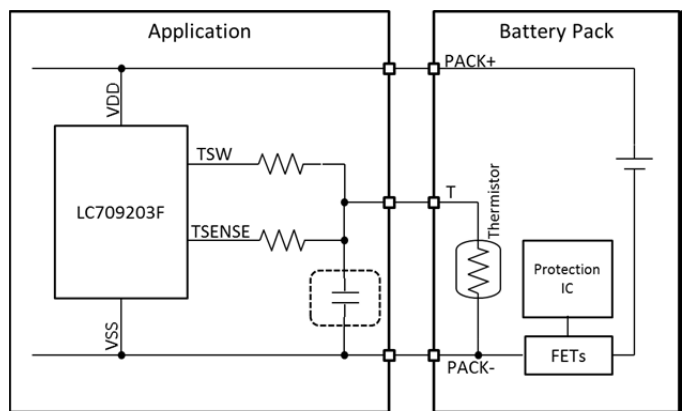 Application
Battery Pack
PACK+
VDD
TSW
LC709203F
T
Thermistor
TSENSE
Protection
IC
VSS
PACK-
FETs